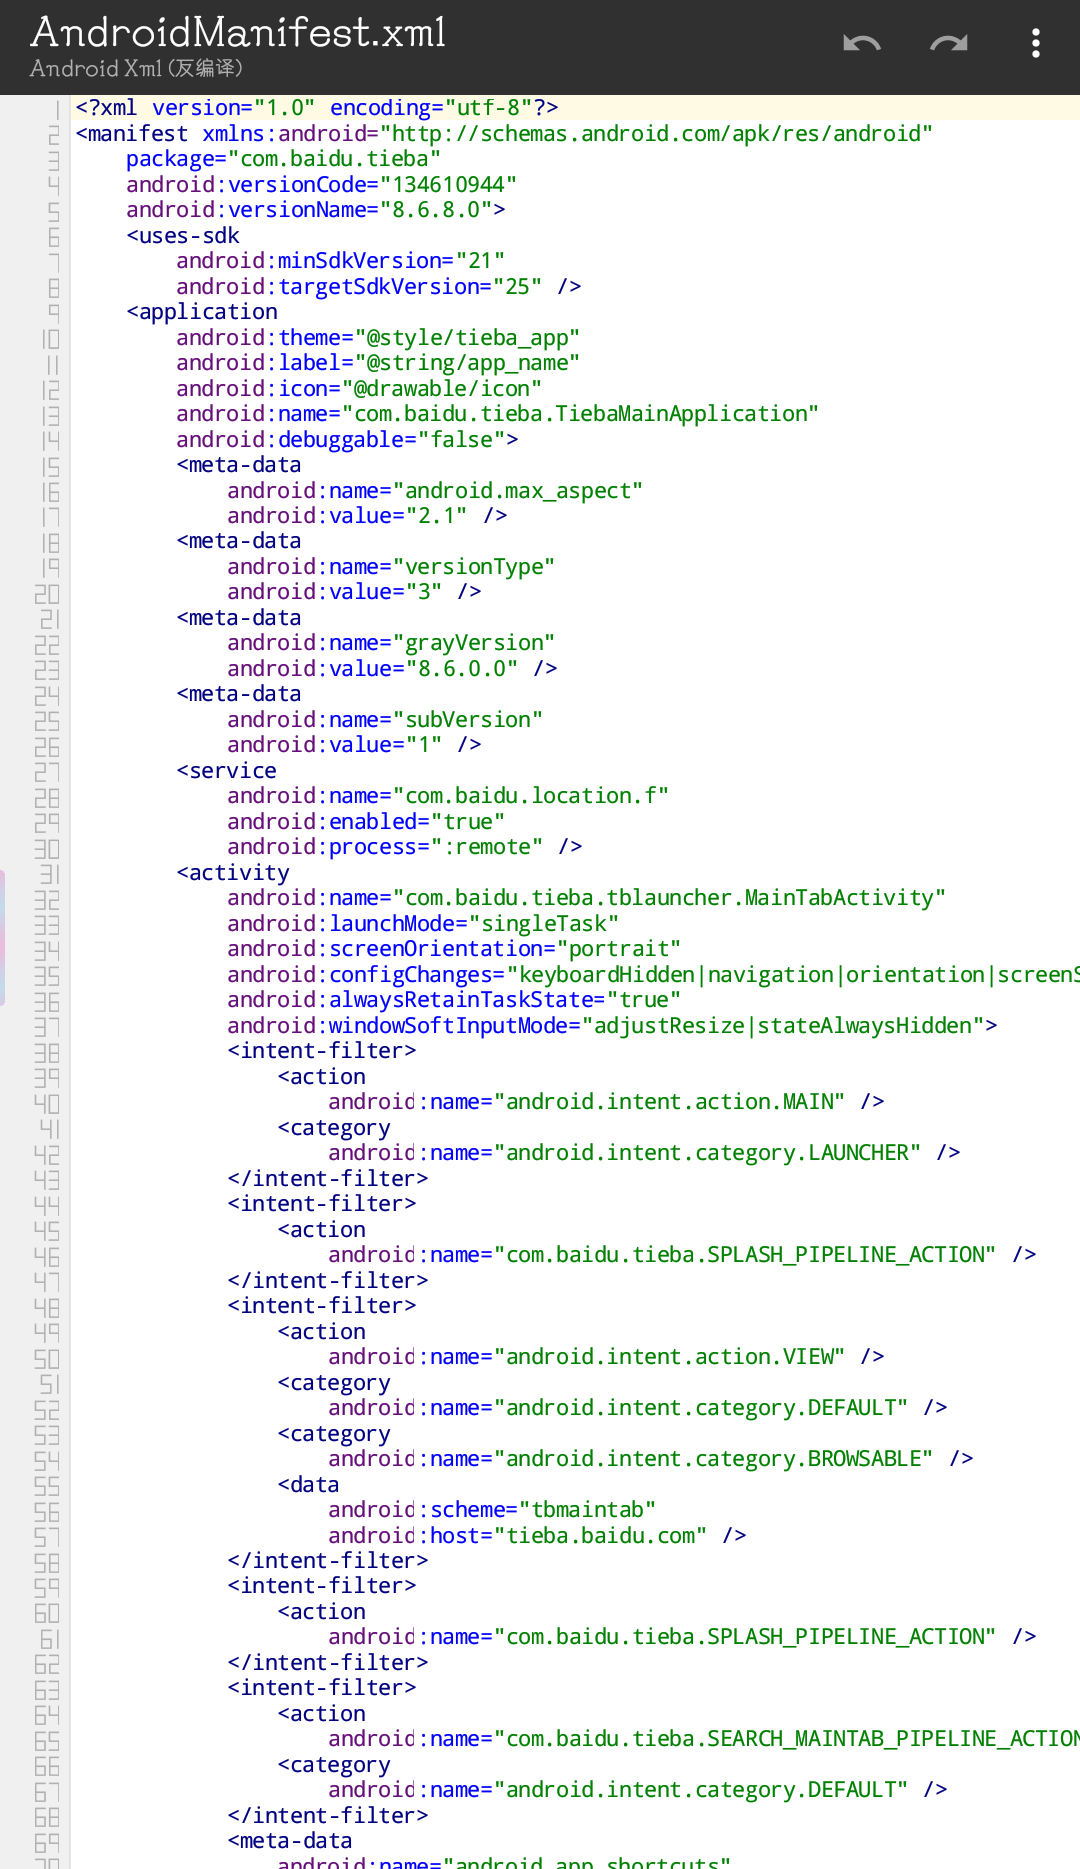 AndroidManifest.xml
Android Xml (反编译)
1 <?xml version="1.0" encoding="utf-8"?>
2 <manifest xmlns:android="http://schemas.android.com/apk/res/android"
3 package="com.baidu.tieba"
4 android:versionCode="134610944"
5 android:versionName="8.6.8.0">
6 <uses-sdk
7 android:minSdkVersion="21"
8 android:targetSdkVersion="25" />
9 <application
10 android:theme="@style/tieba_app"
11 android:label="@string/app_name"
12 android:icon="@drawable/icon"
13 android:name="com.baidu.tieba.TiebaMainApplication"
14 android:debuggable="false">
15 <meta-data
16 android:name="android.max_aspect"
17 android:value="2.1" />
18 <meta-data
19 android:name="versionType"
20 android:value="3" />
21 <meta-data
22 android:name="grayVersion"
23 android:value="8.6.0.0" />
24 <meta-data
25 android:name="subVersion"
26 android:value="1" />
27 <service
28 android:name="com.baidu.location.f"
29 android:enabled="true"
30 android:process=":remote" />
31 <activity
32 android:name="com.baidu.tieba.tblauncher.MainTabActivity"
33 android:launchMode="singleTask"
34 android:screenOrientation="portrait"
35 android:configChanges="keyboardHidden|navigation|orientation|screenS
36 android:alwaysRetainTaskState="true"
37 android:windowSoftInputMode="adjustResize|stateAlwaysHidden">
38 <intent-filter>
39 <action
40 android:name="android.intent.action.MAIN" />
41 <category
42 android:name="android.intent.category.LAUNCHER" />
43 </intent-filter>
44 <intent-filter>
45 <action
46 android:name="com.baidu.tieba.SPLASH_PIPELINE_ACTION" />
47 </intent-filter>
48 <intent-filter>
49 <action
50 android:name="android.intent.action.VIEW" />
51 <category
52 android:name="android.intent.category.DEFAULT" />
53 <category
54 android:name="android.intent.category.BROWSABLE" />
55 <data
56 android:scheme="tbmaintab"
57 android:host="tieba.baidu.com" />
58 </intent-filter>
59 <intent-filter>
60 <action
61 android:name="com.baidu.tieba.SPLASH_PIPELINE_ACTION" />
62 </intent-filter>
63 <intent-filter>
64 <action
65 android:name="com.baidu.tieba.SEARCH_MAINTAB_PIPELINE_ACTION
66 <category
67 android:name="android.intent.category.DEFAULT" />
68 </intent-filter>
69 <meta-data
70 android:name="android.app.shortcuts"